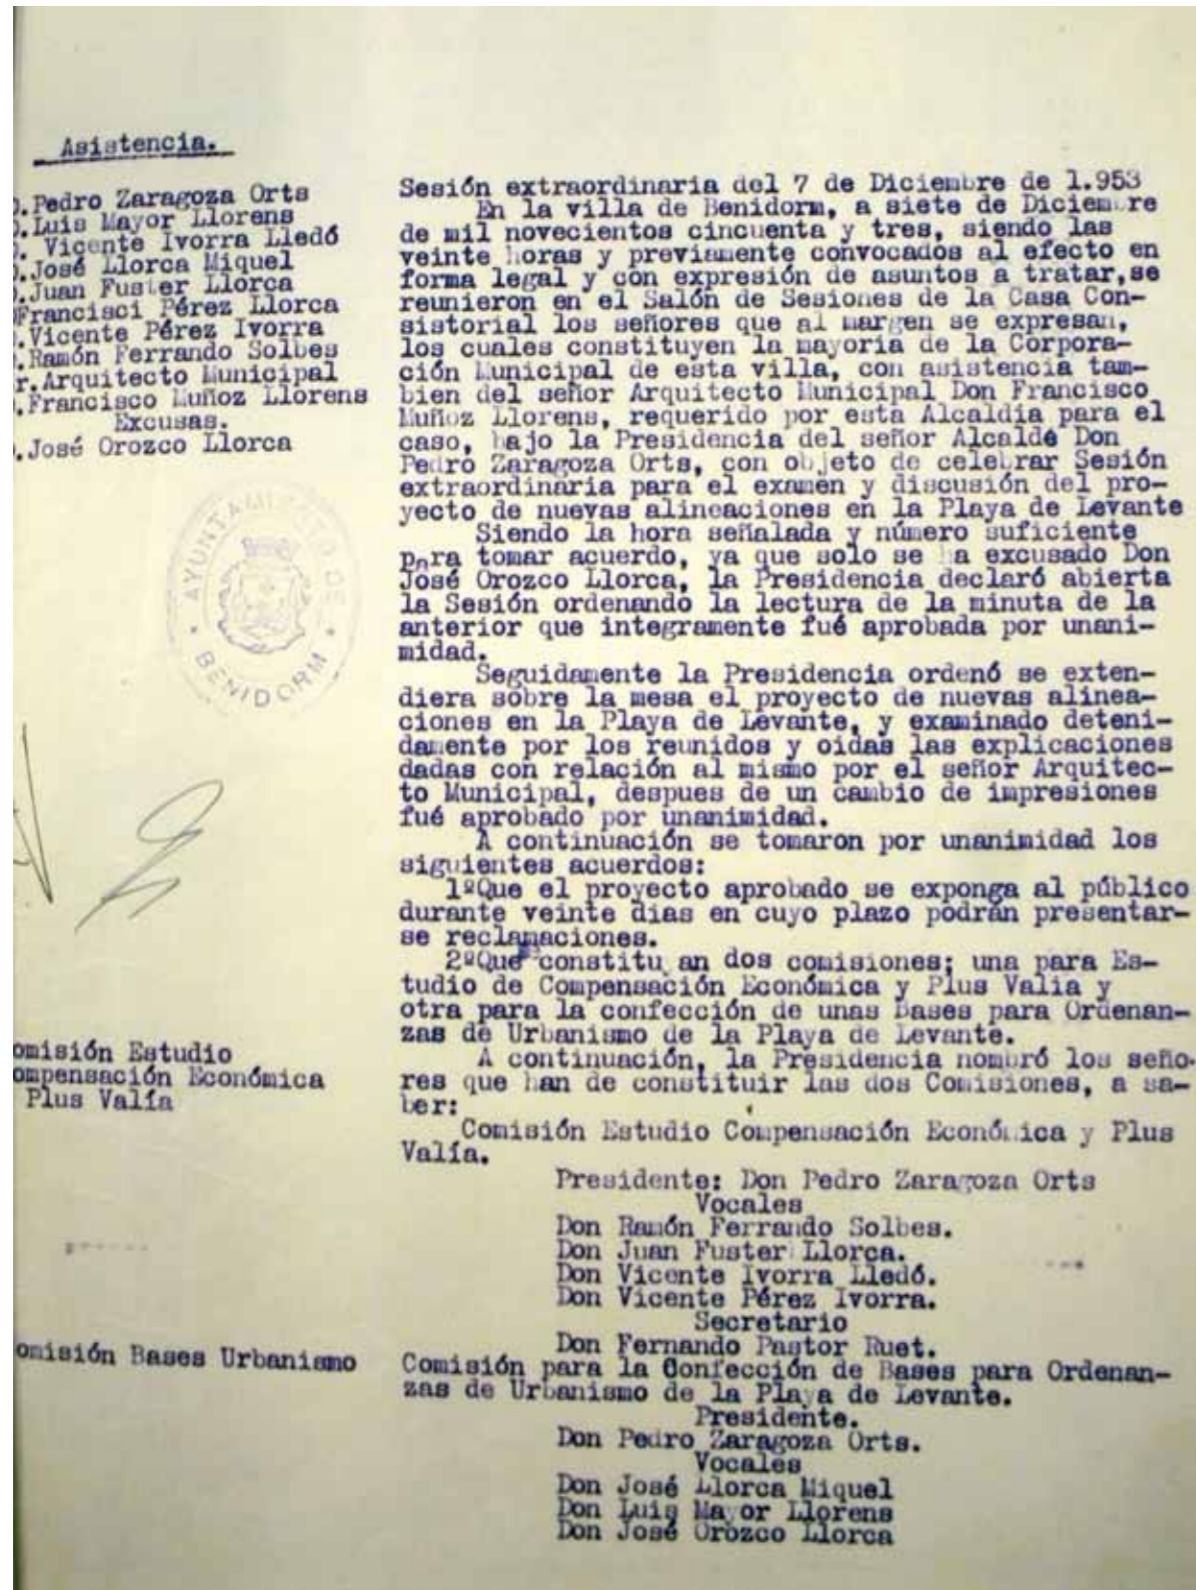 Asistencia.
D.Pedro Zaragoza Orts
D.Luis Mayor Llorens
D. Vicente Ivorra Lledó
D.José Llorca Miquel
D.Juan Fuster Llorca
DFrancisci Pérez Llorca
D.Vicente Pérez Ivorra
D.Ramón Ferrando Solbes
r.Arquitecto Municipal
D.Francisco Muñoz Llorens
Excusas.
D.José Orozco Llorca
AYUNTAMIENTO DE
BENIDORM
Sesión extraordinaria del 7 de Diciembre de 1.953
En la villa de Benidorm, a siete de Diciembre
de mil novecientos cincuenta y tres, siendo las
veinte horas y previamente convocados al efecto en
forma legal y con expresión de asuntos a tratar,se
reunieron en el Salón de Sesiones de la Casa Con-
sistorial los señores que al margen se expresan,
los cuales constituyen la mayoria de la Corpora-
ción Municipal de esta villa, con asistencia tam-
bien del señor Arquitecto Municipal Don Francisco
Muñoz Llorens, requerido por esta Alcaldia para el
caso, bajo la Presidencia del señor Alcalde Don
Pedro Zaragoza Orts, con objeto de celebrar Sesión
extraordinaria para el examen y discusión del pro-
yecto de nuevas alineaciones en la Playa de Levante
Siendo la hora señalada y número suficiente
para tomar acuerdo, ya que solo se ha excusado Don
José Orozco Llorca, la Presidencia declaró abierta
la Sesión ordenando la lectura de la minuta de la
anterior que integramente fué aprobada por unani-
midad.
Seguidamente la Presidencia ordenó se exten-
diera sobre la mesa el proyecto de nuevas alinea-
ciones en la Playa de Levante, y examinado deteni-
damente por los reunidos y oidas las explicaciones
dadas con relación al mismo por el señor Arquitec-
to Municipal, despues de un cambio de impresiones
fué aprobado por unanimidad.
A continuación se tomaron por unanimidad los
siguientes acuerdos:
1ºQue el proyecto aprobado se exponga al público
durante veinte dias en cuyo plazo podrán presentar-
se reclamaciones.
2ºQue constituyan dos comisiones; una para Es-
tudio de Compensación Económica y Plus Valia y
otra para la confección de unas Bases para Ordenan-
zas de Urbanismo de la Playa de Levante.
omisión Estudio
ompensación Económica
Plus Valía
A continuación, la Presidencia nombró los seño-
res que han de constituir las dos Comisiones, a sa-
ber:
Comisión Estudio Compensación Económica y Plus
Valía.
Presidente: Don Pedro Zaragoza Orts
Vocales
Don Ramón Ferrando Solbes.
Don Juan Fuster Llorca.
Don Vicente Ivorra Lledó.
Don Vicente Pérez Ivorra.
Secretario
Don Fernando Pastor Ruet.
omisión Bases Urbanismo
Comisión para la Confección de Bases para Ordenan-
zas de Urbanismo de la Playa de Levante.
Presidente.
Don Pedro Zaragoza Orts.
Vocales
Don José Llorca Miquel
Don Luis Mayor Llorens
Don José Orozco Llorca